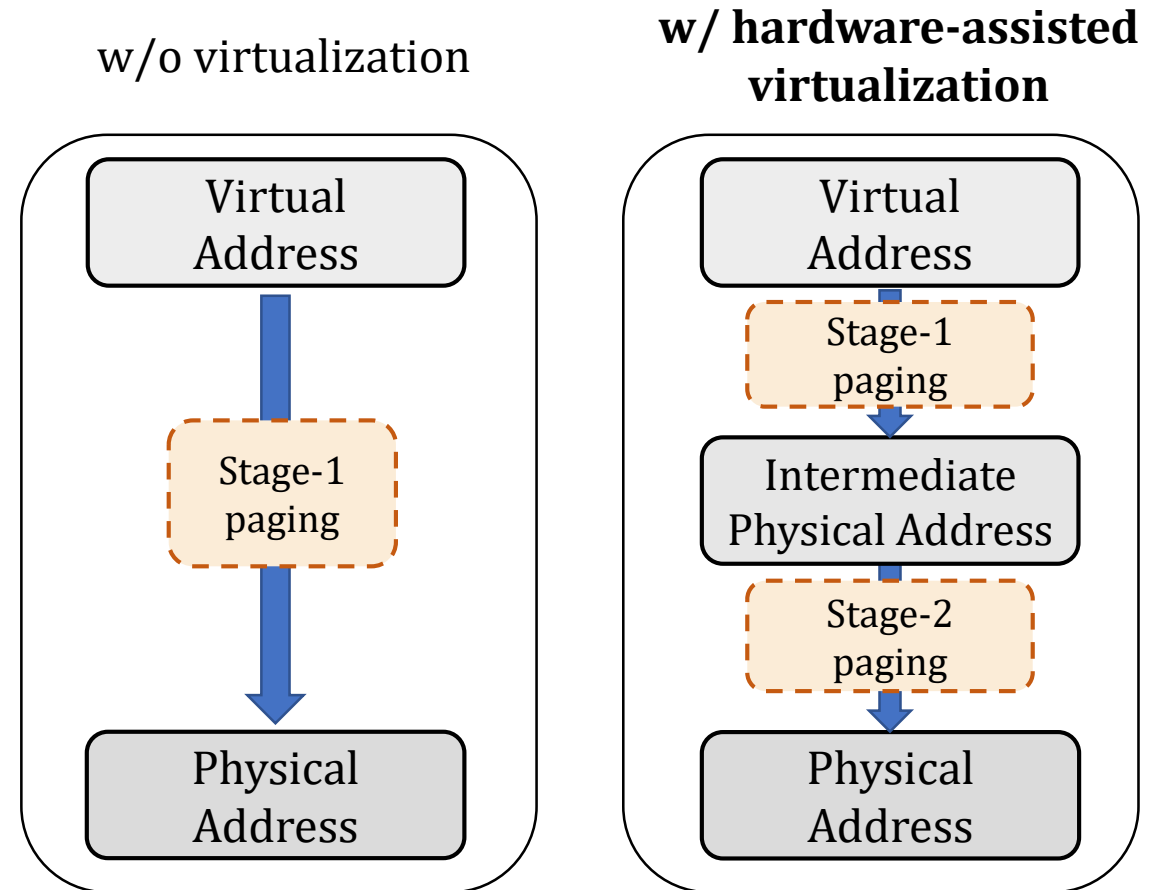 w/o virtualization
Virtual
Address
Stage-1
paging
Physical
Address
w/ hardware-assisted
virtualization
Virtual
Address
Stage-1
paging
Intermediate
Physical Address
Stage-2
paging
Physical
Address